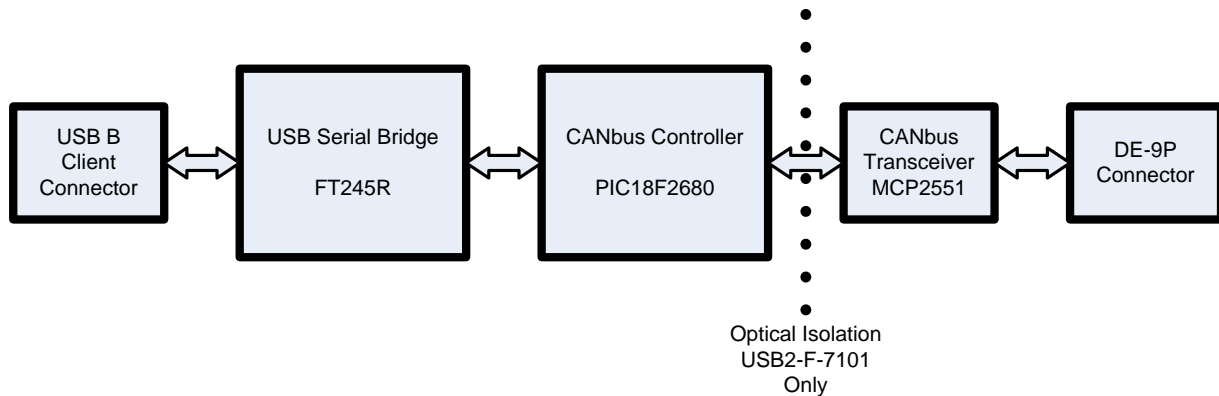 USB B
Client
Connector
USB Serial Bridge
FT245R
CANbus Controller
PIC18F2680
CANbus
Transceiver
MCP2551
DE-9P
Connector
Optical Isolation
USB2-F-7101
Only